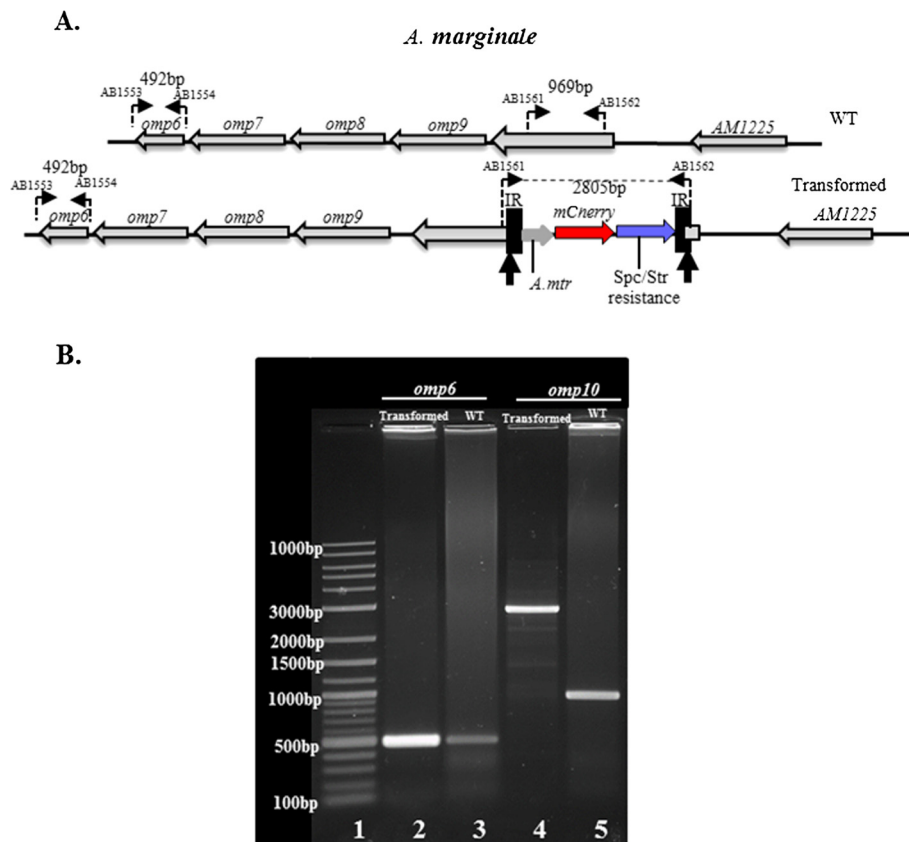 A.
A. marginale
492bp
AB1553
AB1554
969bp
AB1561
AB1562
omp6
omp7
omp8
omp9
AM1225
WT
492bp
AB1553
AB1554
AB1561
AB1562
2805bp
Transformed
IR
mCherry
IR
omp6
omp7
omp8
omp9
AM1225
A.mtr
Spc/Str
resistance
B.
omp6
omp10
Transformed
WT
Transformed
WT
1000bp
3000bp
2000bp
1500bp
1000bp
500bp
100bp
1
2
3
4
5